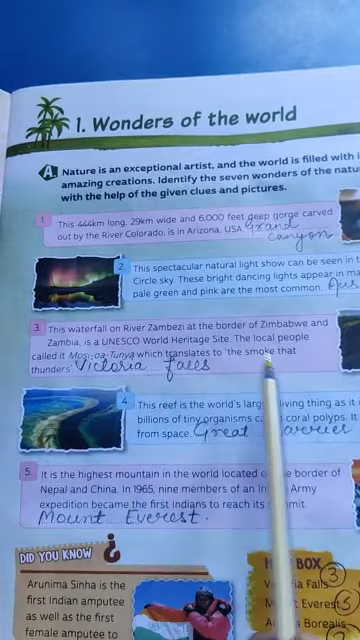 1. Wonders of the world
A. Nature is an exceptional artist, and the world is filled with
amazing creations. Identify the seven wonders of the
with the help of the given clues and pictures.
1. This 444km long, 29km wide and 6,000 feet deep gorge carved
out by the River Colorado, is in Arizona, USA Grand
canyon
2. This spectacular natural light show can be seen in
Circle sky. These bright dancing lights appear in
pale green and pink are the most common.
3. This waterfall on River Zambezi at the border of Zimbabwe and
Zambia, is a UNESCO World Heritage Site. The local people
called it Mosi-oa-Tunya which translates to 'the smoke that
thunders. Victoria falls
4. This reef is the world's living thing as it
billions of tiny organisms coral polyps. It
from space. Great
5. It is the highest mountain in the world located border of
Nepal and China. In 1965, nine members of an Army
expedition became the first Indians to reach its
Mount Everest.
DID YOU KNOW
Arunima Sinha is the
first Indian amputee
as well as the first
female amputee to
BOX
Falls 3
Everest 5
Borealis